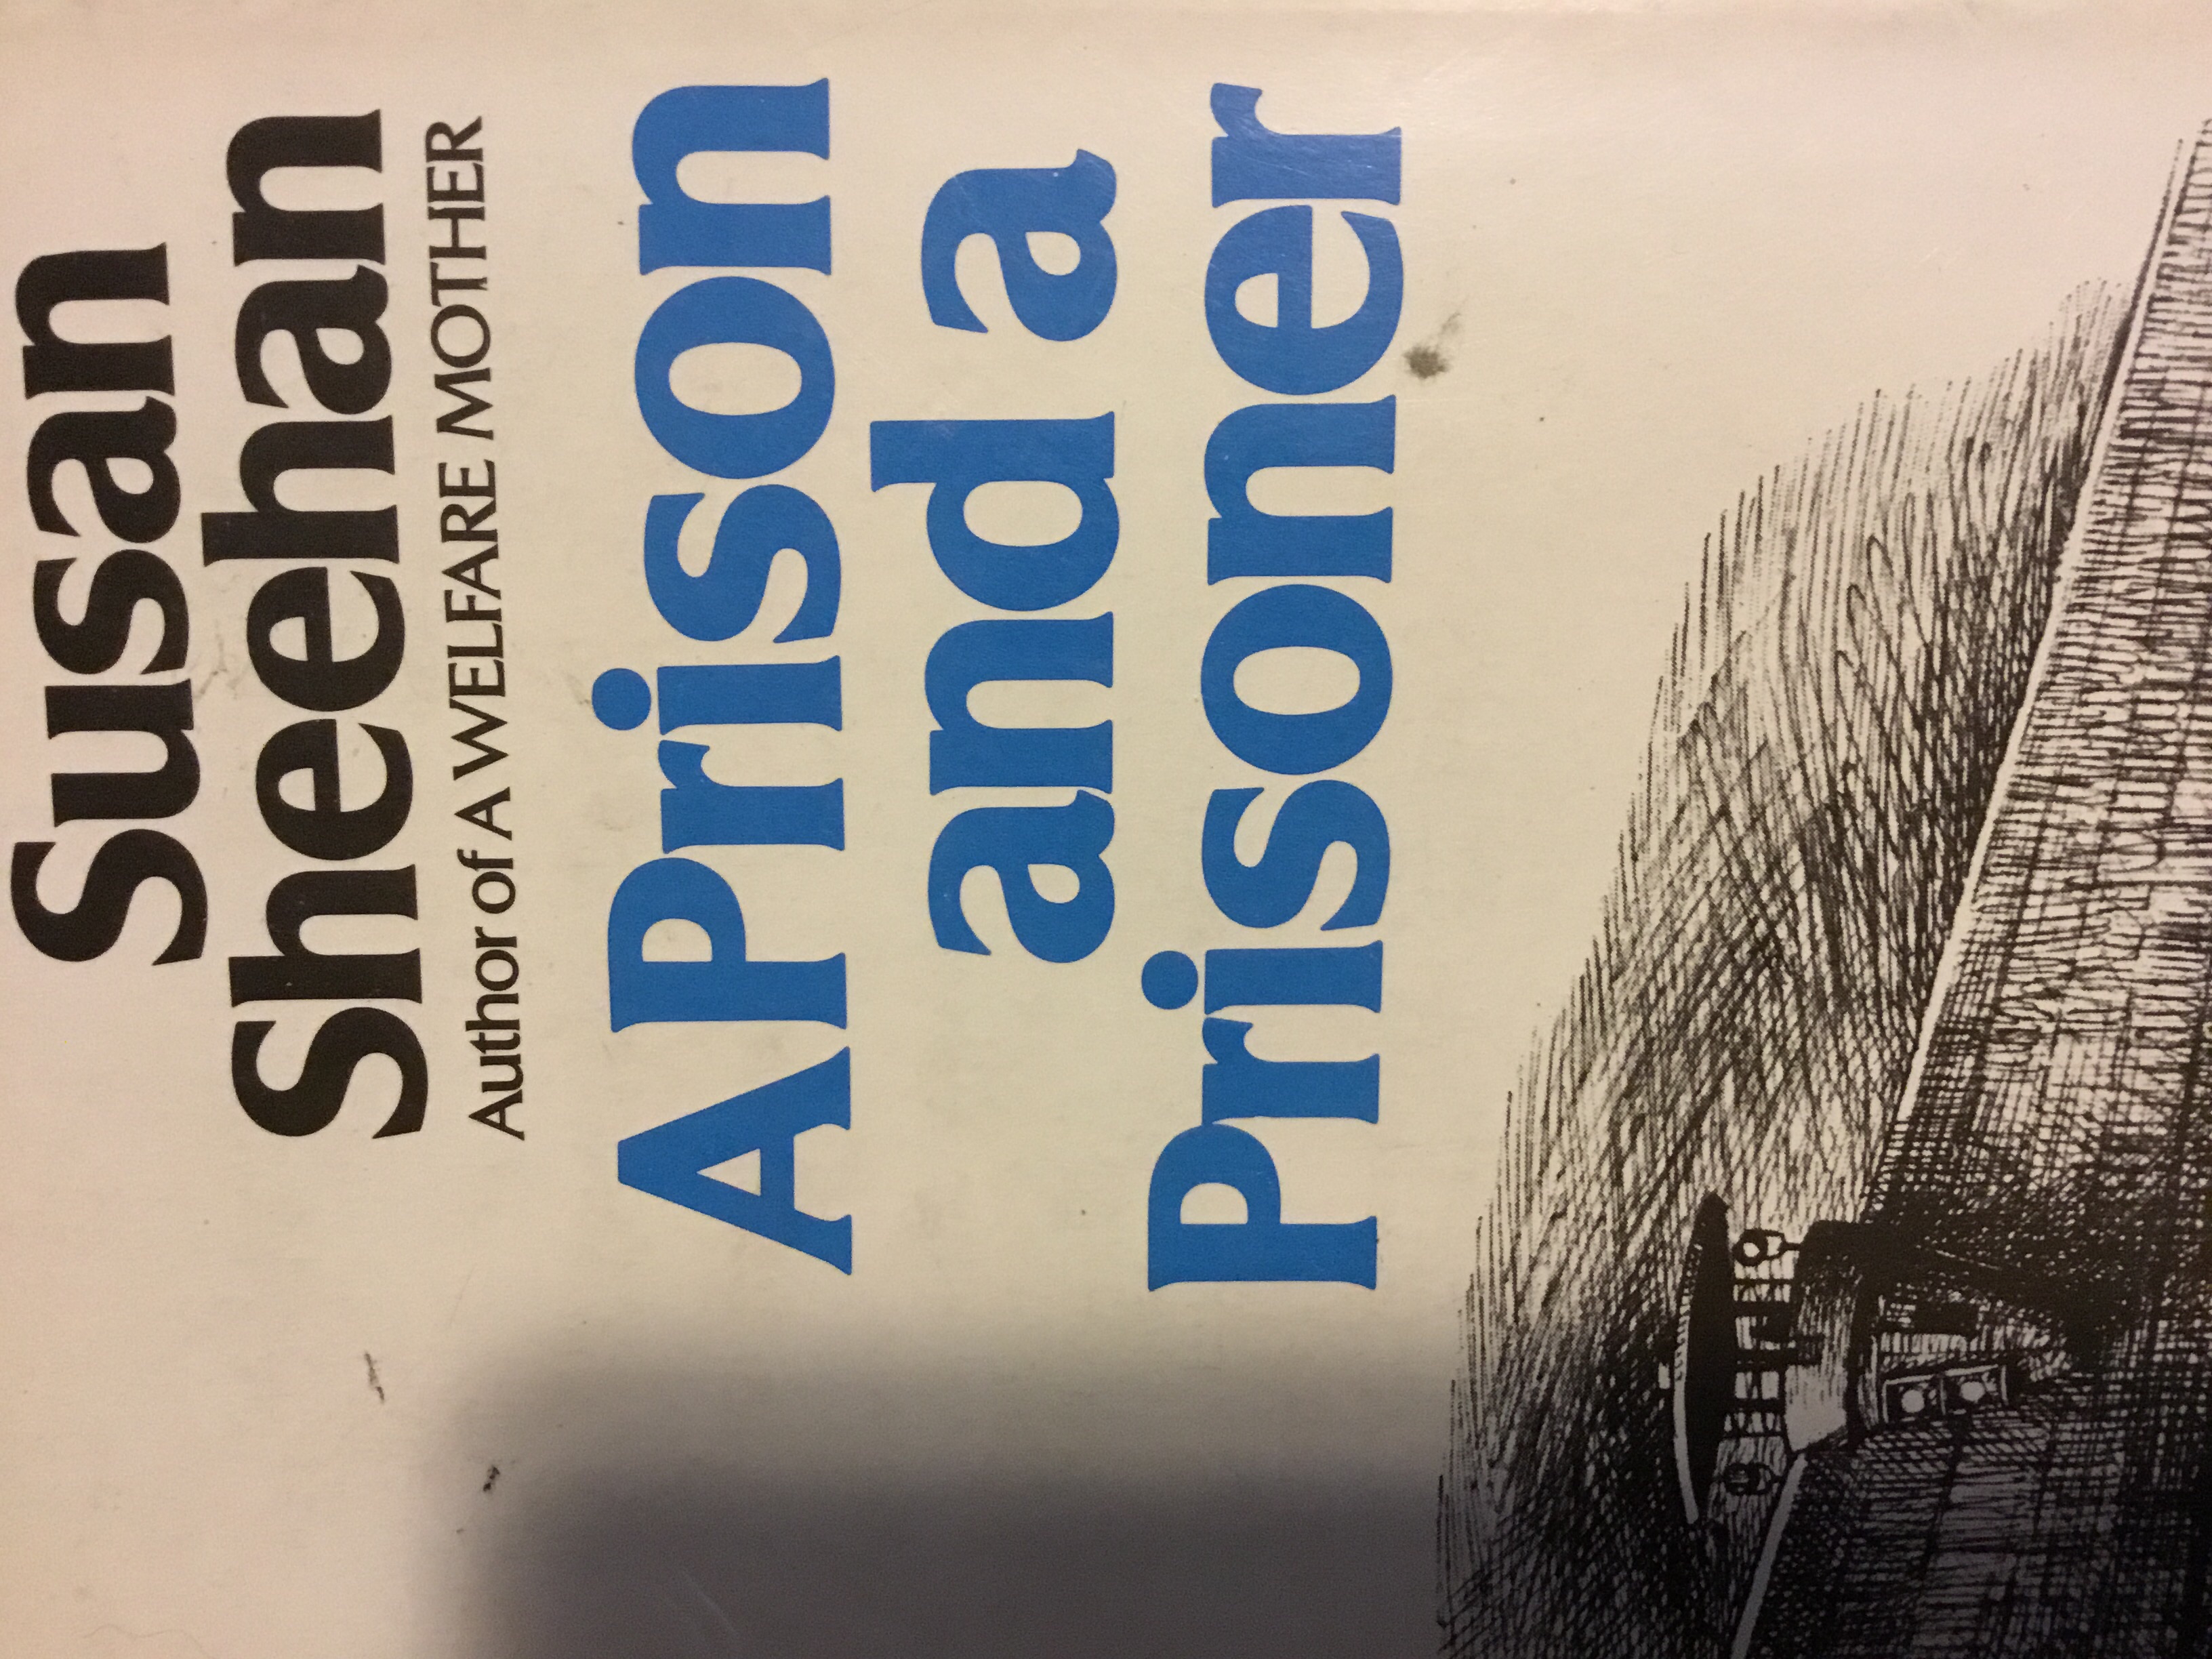 Susan
Sheehan
Author of A WELFARE MOTHER
A Prison
and a
Prisoner